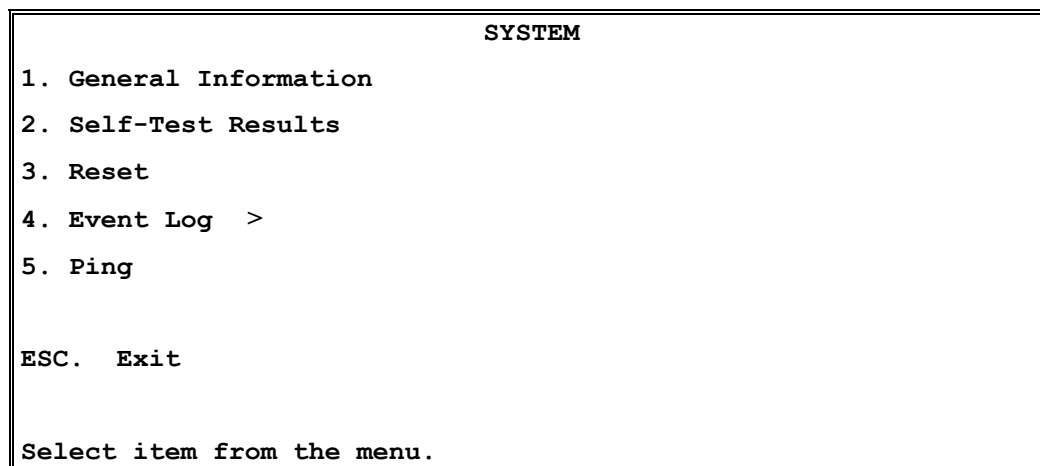 SYSTEM
1. General Information
2. Self-Test Results
3. Reset
4. Event Log >
5. Ping
ESC. Exit
Select item from the menu.